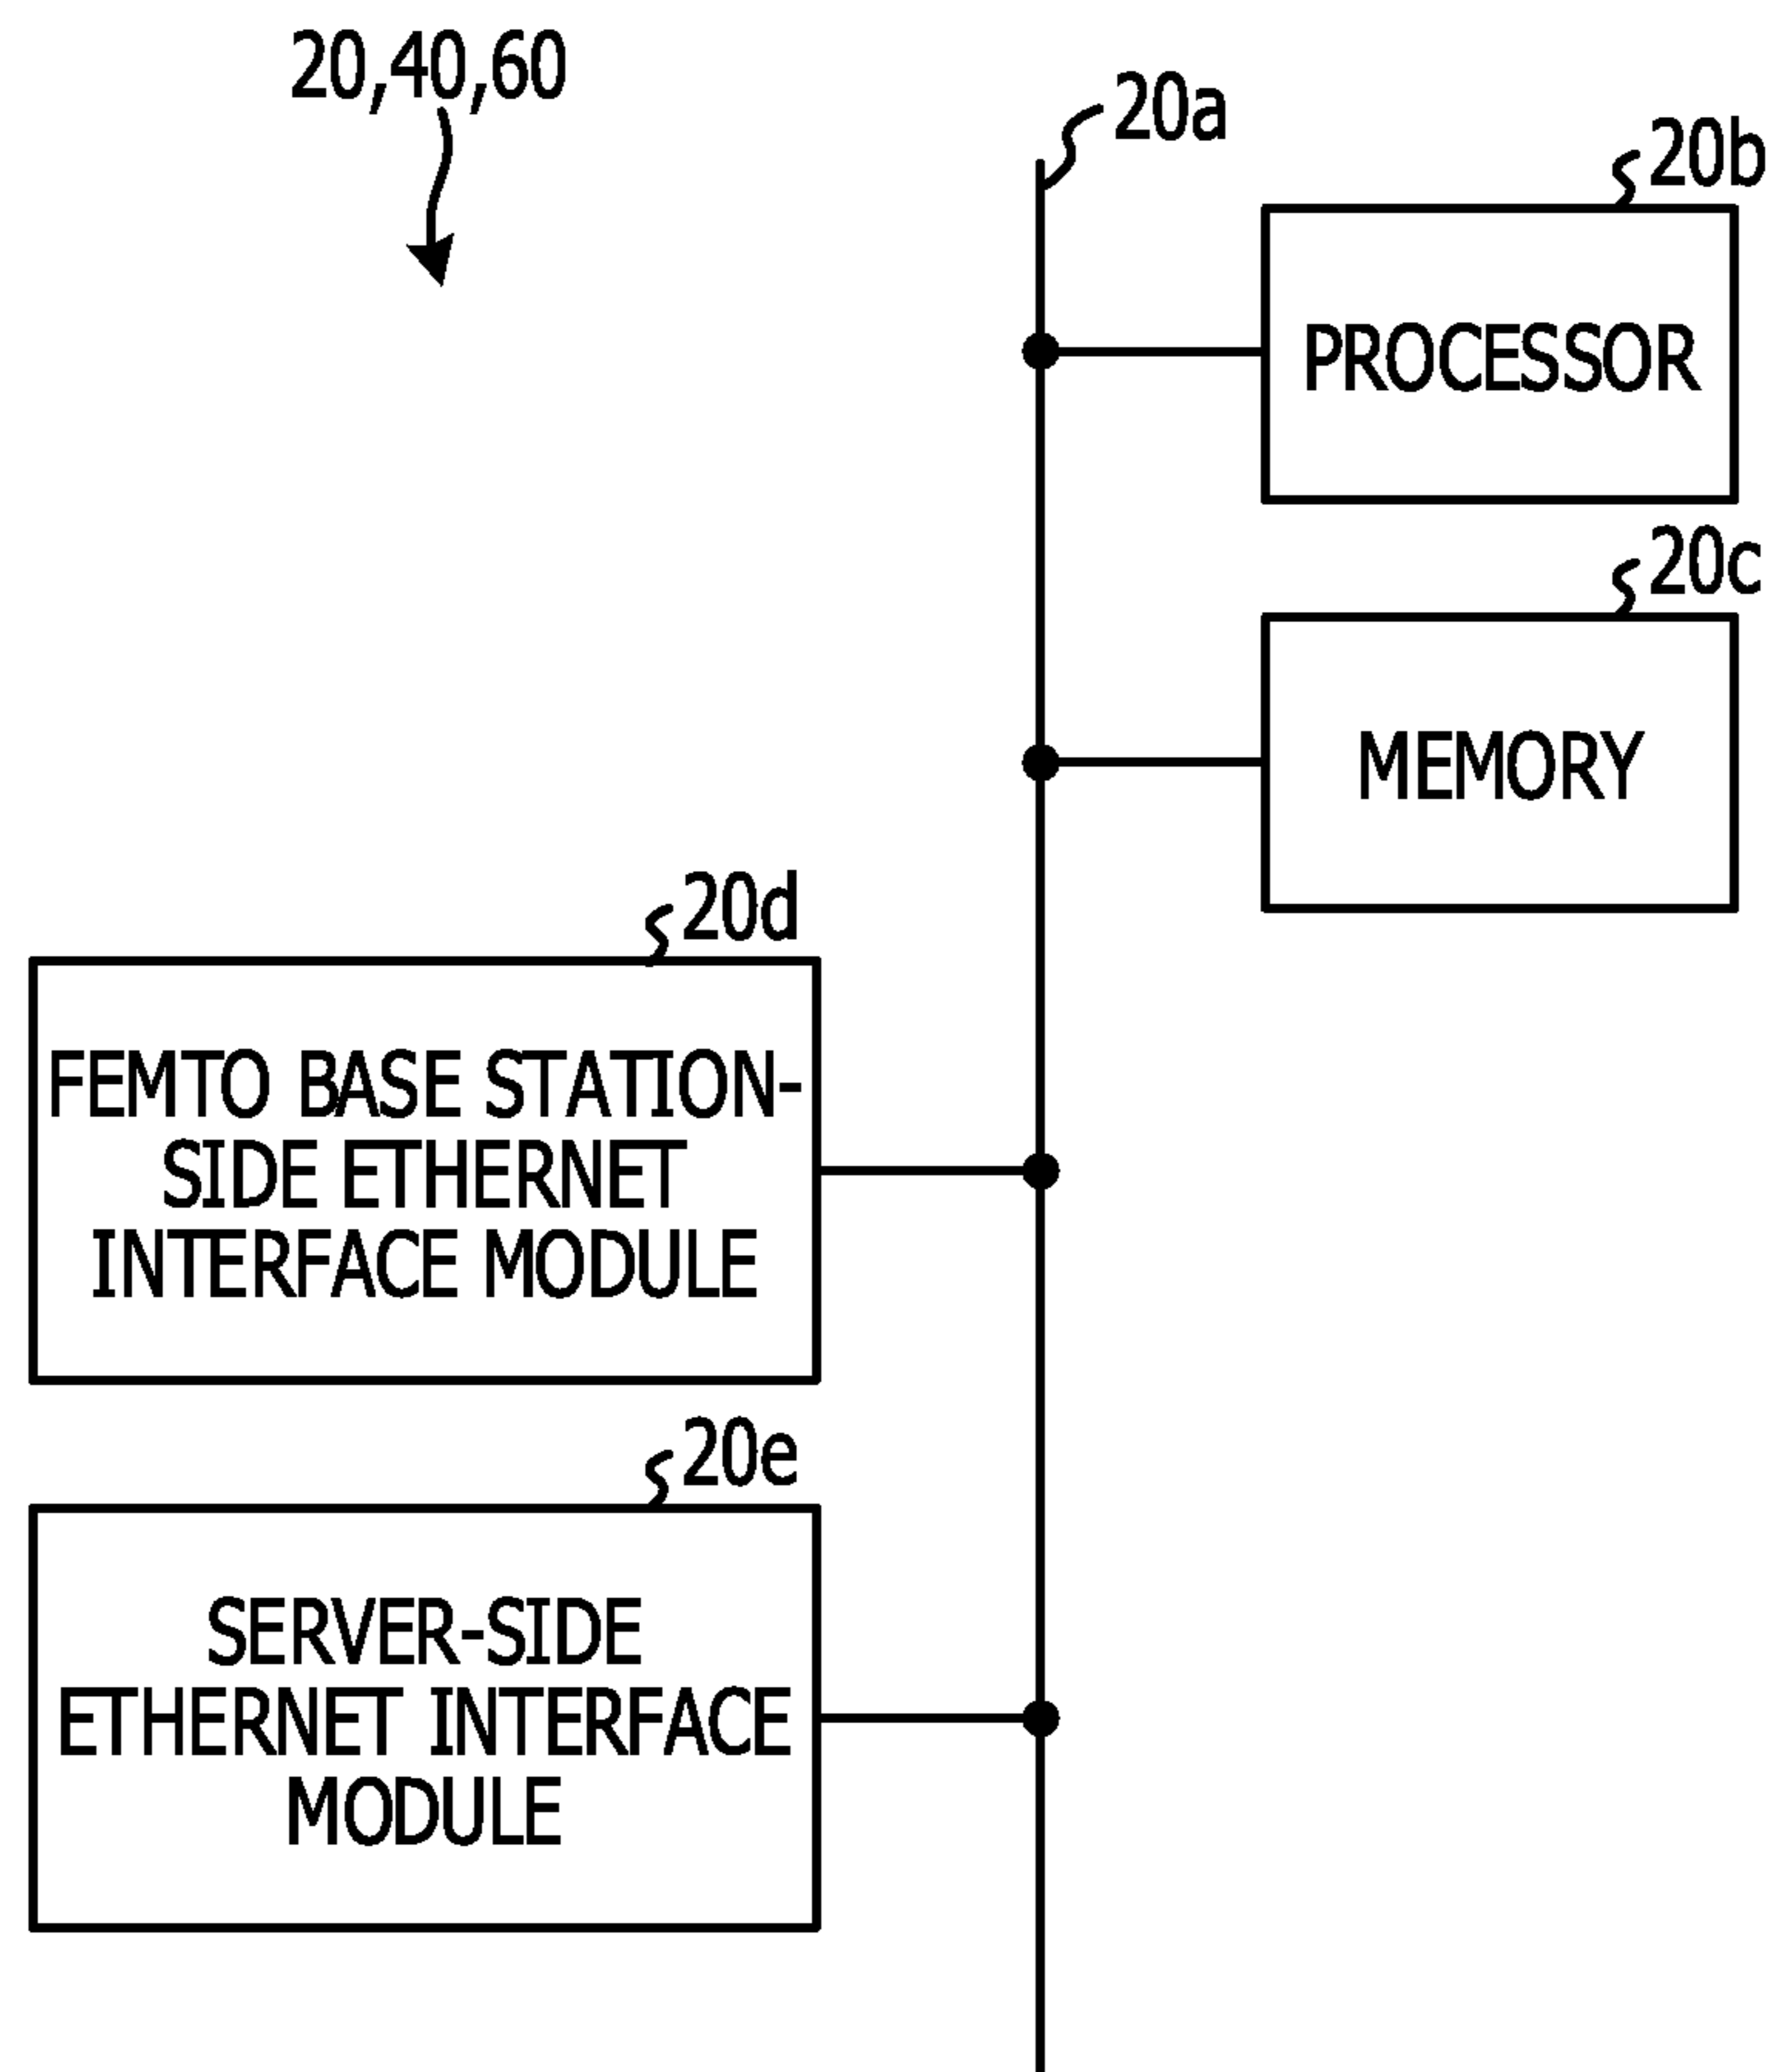 20,40,60
20a
20b
PROCESSOR
20c
MEMORY
20d
FEMTO BASE STATION-
SIDE ETHERNET
INTERFACE MODULE
20e
SERVER-SIDE
ETHERNET INTERFACE
MODULE